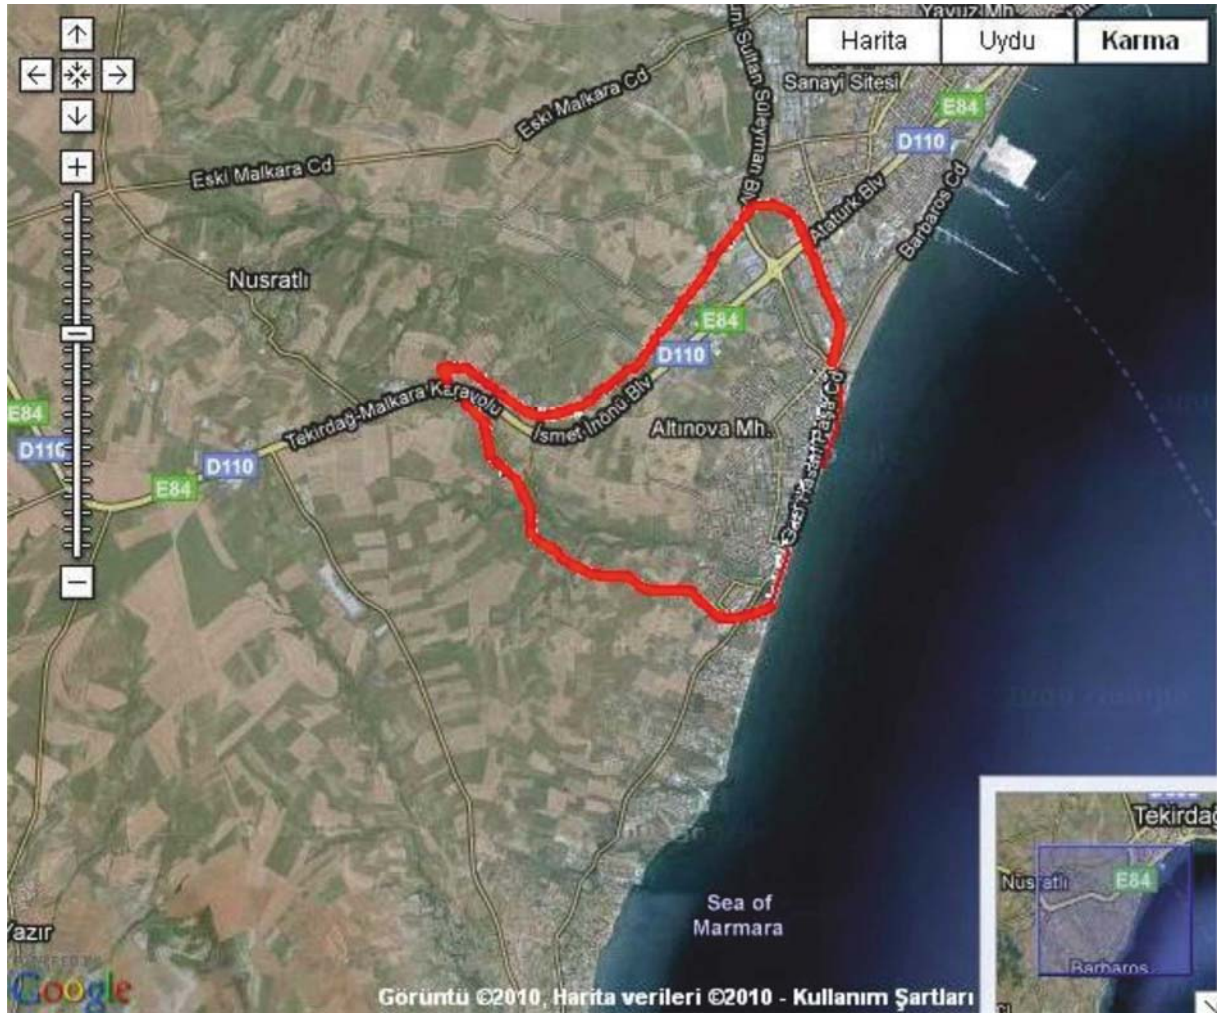 Yavuz Mh.
Harita
Uydu
Karma
Sanayi Sitesi
Sultan Süleyman Blv
Eski Malkara Cd
E84
D110
Eski Malkara Cd
Atatürk Blv
Barbaros Cd
Nusratlı
E84
D110
Tekirdağ-Malkara Karayolu
İsmet İnönü Blv
Altınova Mh.
E84
D110
D110
E84
Sea of
Marmara
Tekirdağ
Nusratlı
E84
Barbaros
Yazır
POWERED BY
Google
Görüntü ©2010, Harita verileri ©2010 - Kullanım Şartları